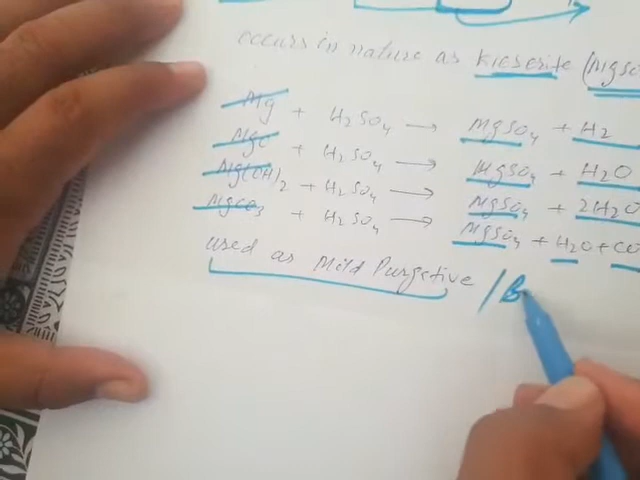 occurs in nature as kieserite (MgSO
Mg + H₂SO₄ → MgSO₄ + H₂
MgO + H₂SO₄ → MgSO₄ + H₂O
Mg(OH)₂ + H₂SO₄ → MgSO₄ + 2H₂O
MgCO₃ + H₂SO₄ → MgSO₄ + H₂O + CO
used as Mild Purgative / B